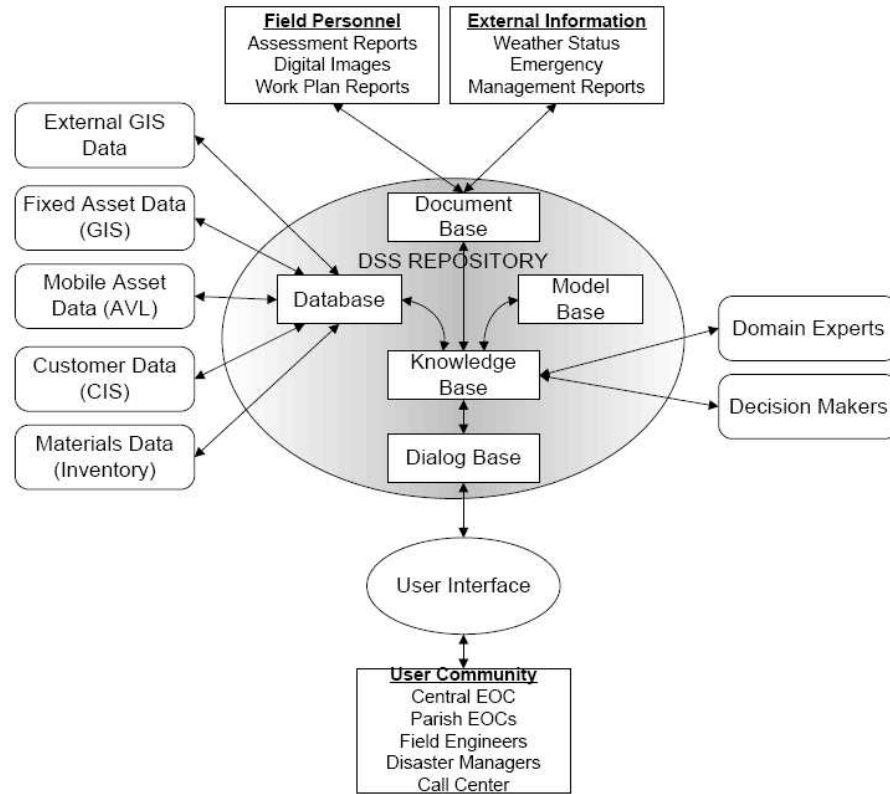 Field Personnel
Assessment Reports
Digital Images
Work Plan Reports
External Information
Weather Status
Emergency
Management Reports
External GIS
Data
Fixed Asset Data
(GIS)
Mobile Asset
Data (AVL)
Customer Data
(CIS)
Materials Data
(Inventory)
Document
Base
DSS REPOSITORY
Database
Model
Base
Knowledge
Base
Dialog Base
Domain Experts
Decision Makers
User Interface
User Community
Central EOC
Parish EOCs
Field Engineers
Disaster Managers
Call Center